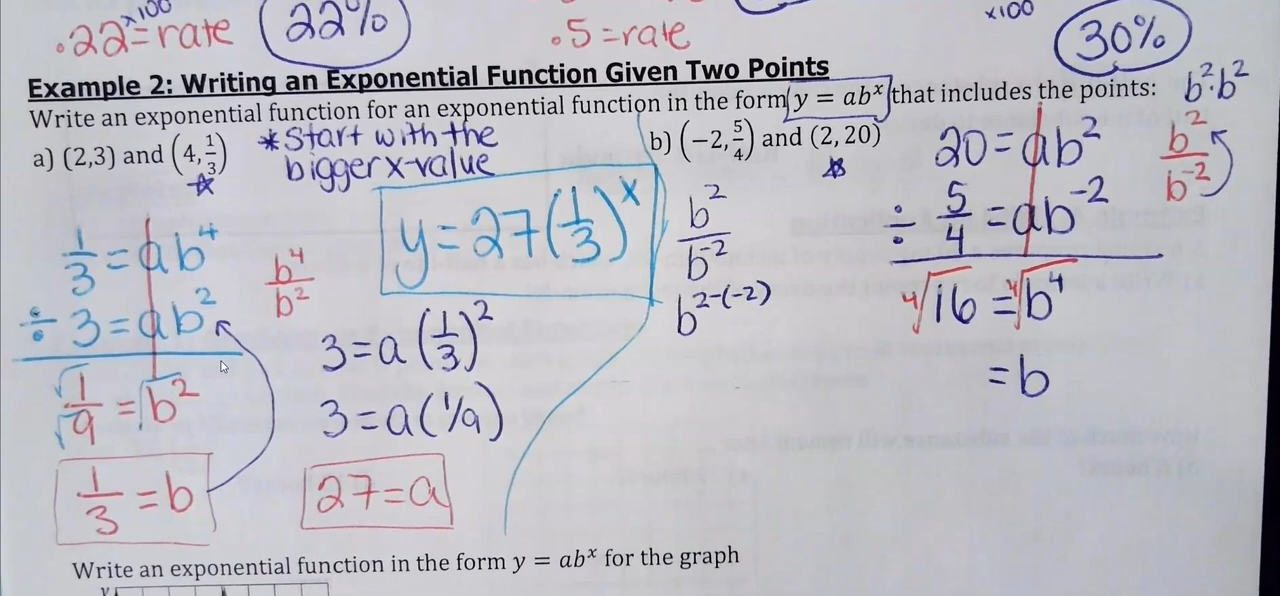 ×100
.22=rate
22%
.5=rate
×100
30%
Example 2: Writing an Exponential Function Given Two Points
Write an exponential function for an exponential function in the form y = abˣ that includes the points:
a) (2,3) and (4, 1/3)
*Start with the
bigger x-value
1/3 = ab⁴
÷ 3 = ab²
b⁴/b²
√1/√9 = √b²
1/3 = b
y = 27(1/3)ˣ
3 = a(1/3)²
3 = a(1/9)
27 = a
b) (−2, 5/4) and (2, 20)
b²/b⁻²
b²⁻⁽⁻²⁾
20 = ab²
÷ 5/4 = ab⁻²
⁴√16 = ⁴√b⁴
= b
b²·b²
b²/b⁻²
Write an exponential function in the form y = abˣ for the graph
y